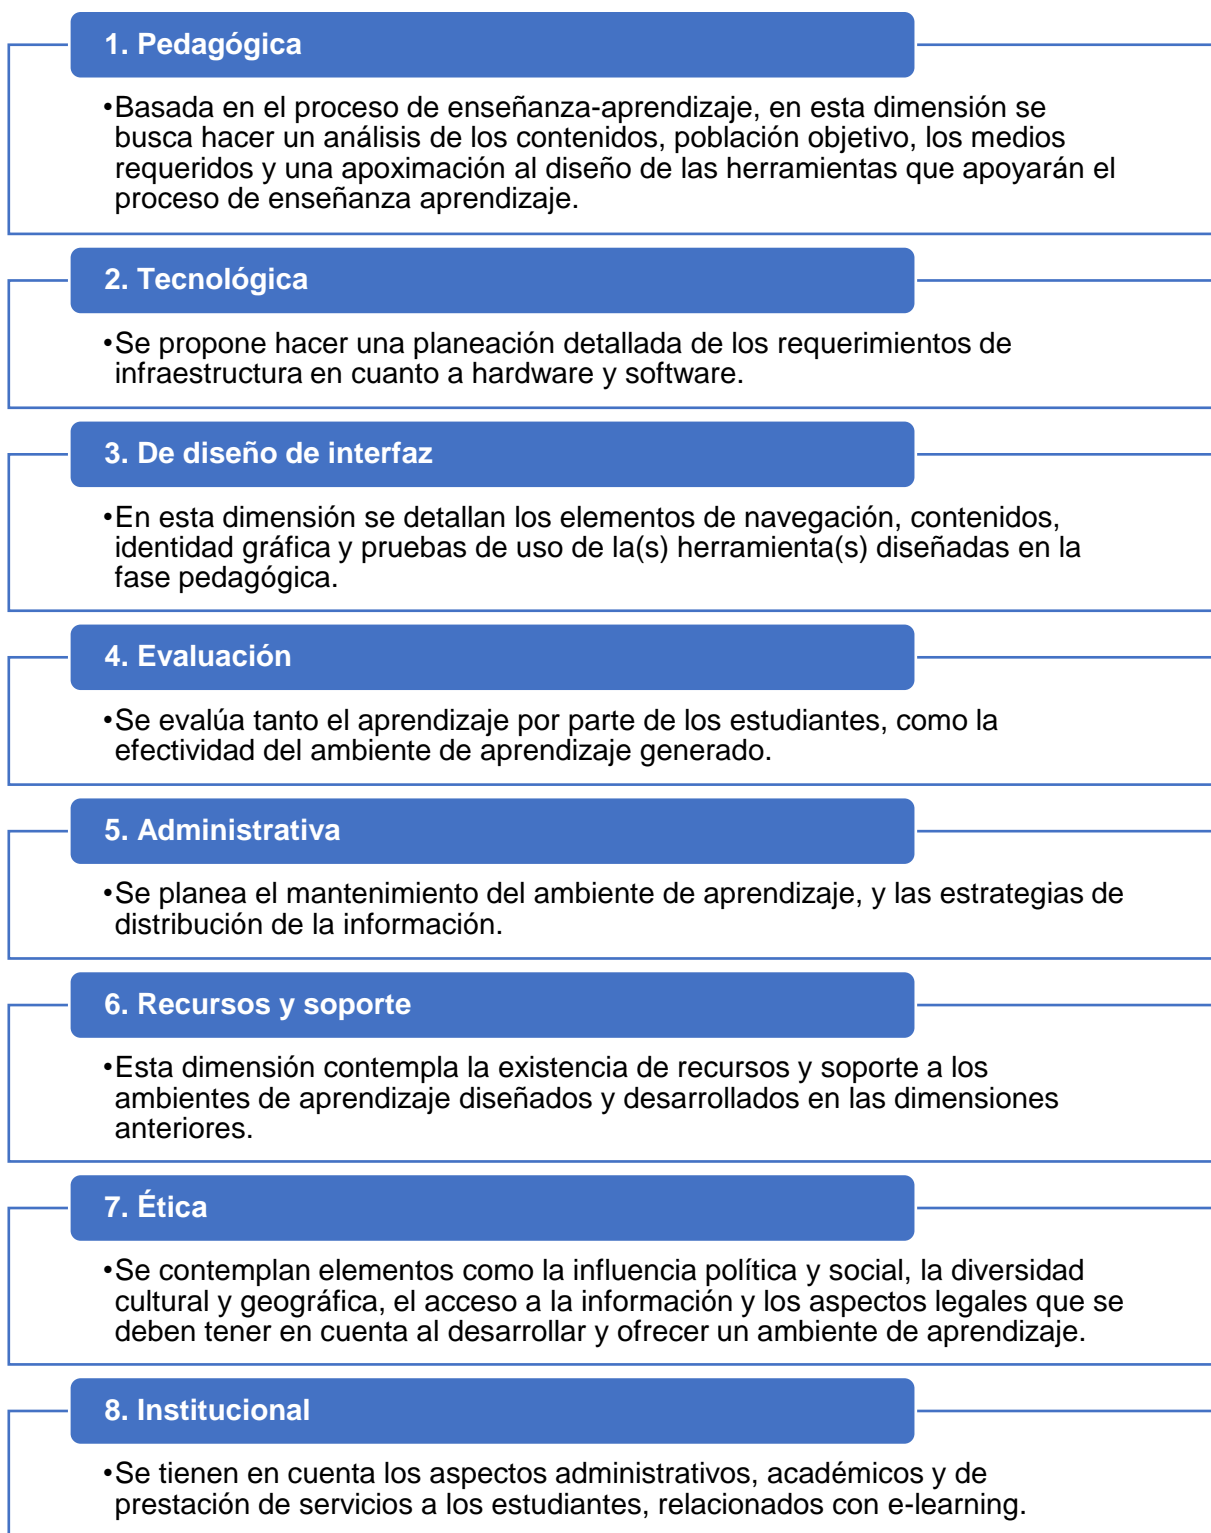 1. Pedagógica
•Basada en el proceso de enseñanza-aprendizaje, en esta dimensión se
busca hacer un análisis de los contenidos, población objetivo, los medios
requeridos y una apoximación al diseño de las herramientas que apoyarán el
proceso de enseñanza aprendizaje.
2. Tecnológica
•Se propone hacer una planeación detallada de los requerimientos de
infraestructura en cuanto a hardware y software.
3. De diseño de interfaz
•En esta dimensión se detallan los elementos de navegación, contenidos,
identidad gráfica y pruebas de uso de la(s) herramienta(s) diseñadas en la
fase pedagógica.
4. Evaluación
•Se evalúa tanto el aprendizaje por parte de los estudiantes, como la
efectividad del ambiente de aprendizaje generado.
5. Administrativa
•Se planea el mantenimiento del ambiente de aprendizaje, y las estrategias de
distribución de la información.
6. Recursos y soporte
•Esta dimensión contempla la existencia de recursos y soporte a los
ambientes de aprendizaje diseñados y desarrollados en las dimensiones
anteriores.
7. Ética
•Se contemplan elementos como la influencia política y social, la diversidad
cultural y geográfica, el acceso a la información y los aspectos legales que se
deben tener en cuenta al desarrollar y ofrecer un ambiente de aprendizaje.
8. Institucional
•Se tienen en cuenta los aspectos administrativos, académicos y de
prestación de servicios a los estudiantes, relacionados con e-learning.